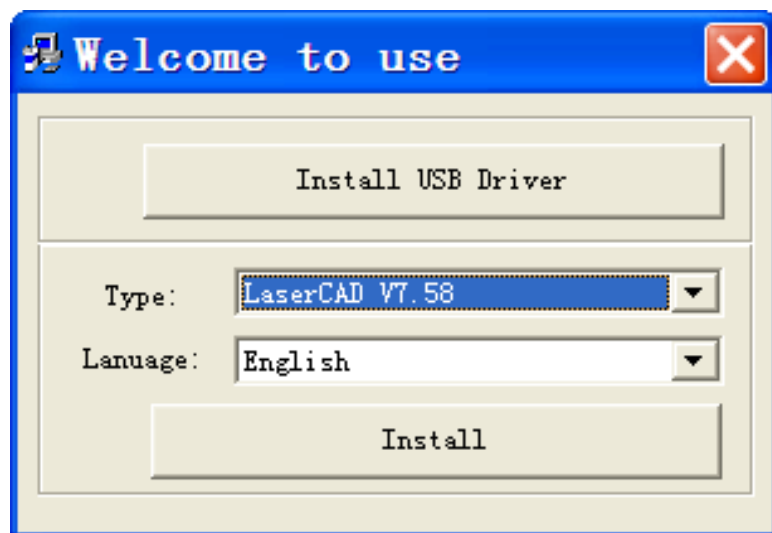 Welcome to use
Install USB Driver
Type: LaserCAD V7.58
Lanuage: English
Install